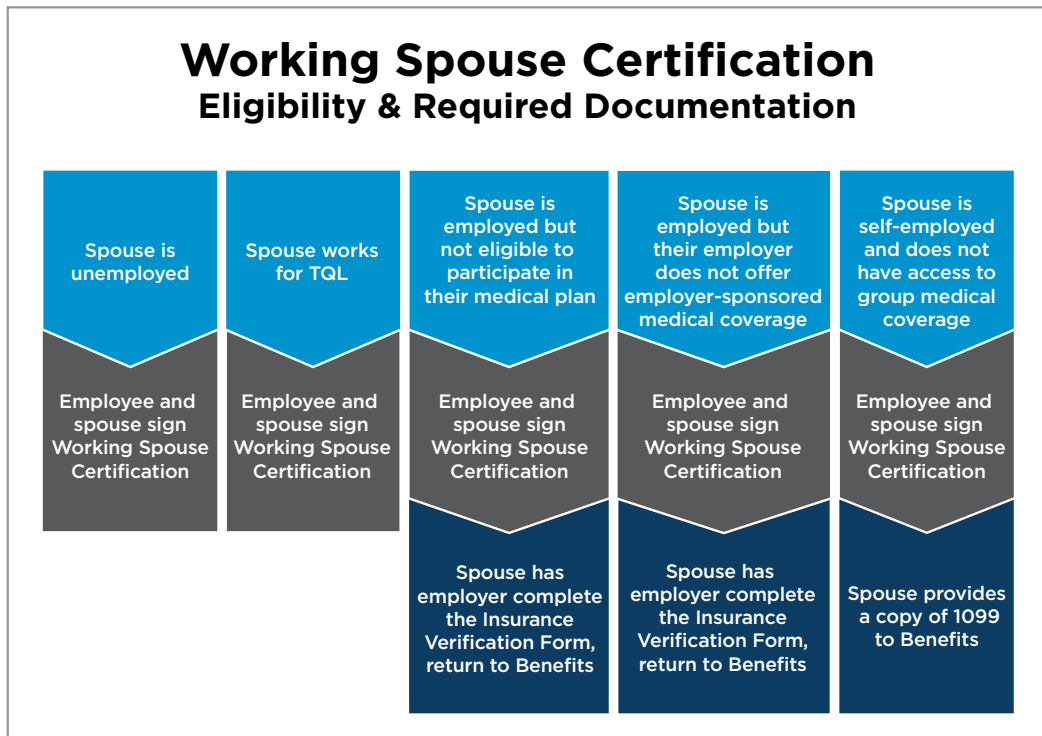 Working Spouse Certification
Eligibility & Required Documentation
Spouse is
unemployed
Employee and
spouse sign
Working Spouse
Certification
Spouse works
for TQL
Employee and
spouse sign
Working Spouse
Certification
Spouse is
employed but
not eligible to
participate in
their medical plan
Employee and
spouse sign
Working Spouse
Certification
Spouse has
employer complete
the Insurance
Verification Form,
return to Benefits
Spouse is
employed but
their employer
does not offer
employer-sponsored
medical coverage
Employee and
spouse sign
Working Spouse
Certification
Spouse has
employer complete
the Insurance
Verification Form,
return to Benefits
Spouse is
self-employed
and does not
have access to
group medical
coverage
Employee and
spouse sign
Working Spouse
Certification
Spouse provides
a copy of 1099
to Benefits